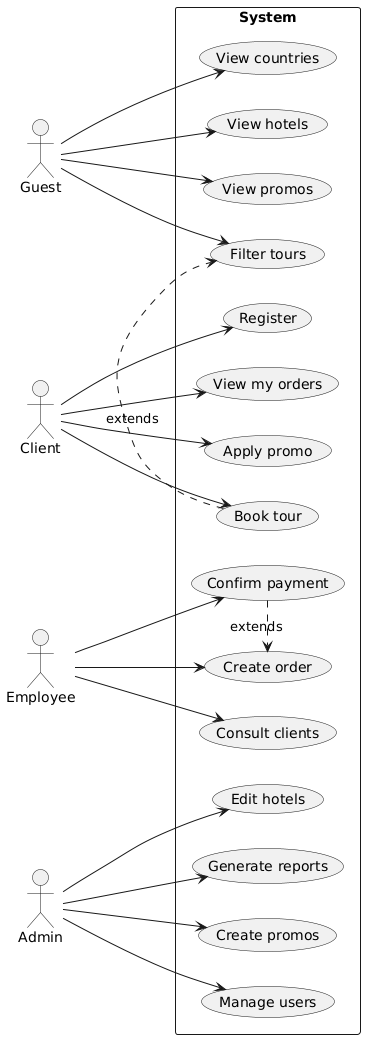 System
View countries
View hotels
Guest
View promos
Filter tours
Register
View my orders
extends
Client
Apply promo
Book tour
Confirm payment
extends
Create order
Employee
Consult clients
Edit hotels
Generate reports
Admin
Create promos
Manage users